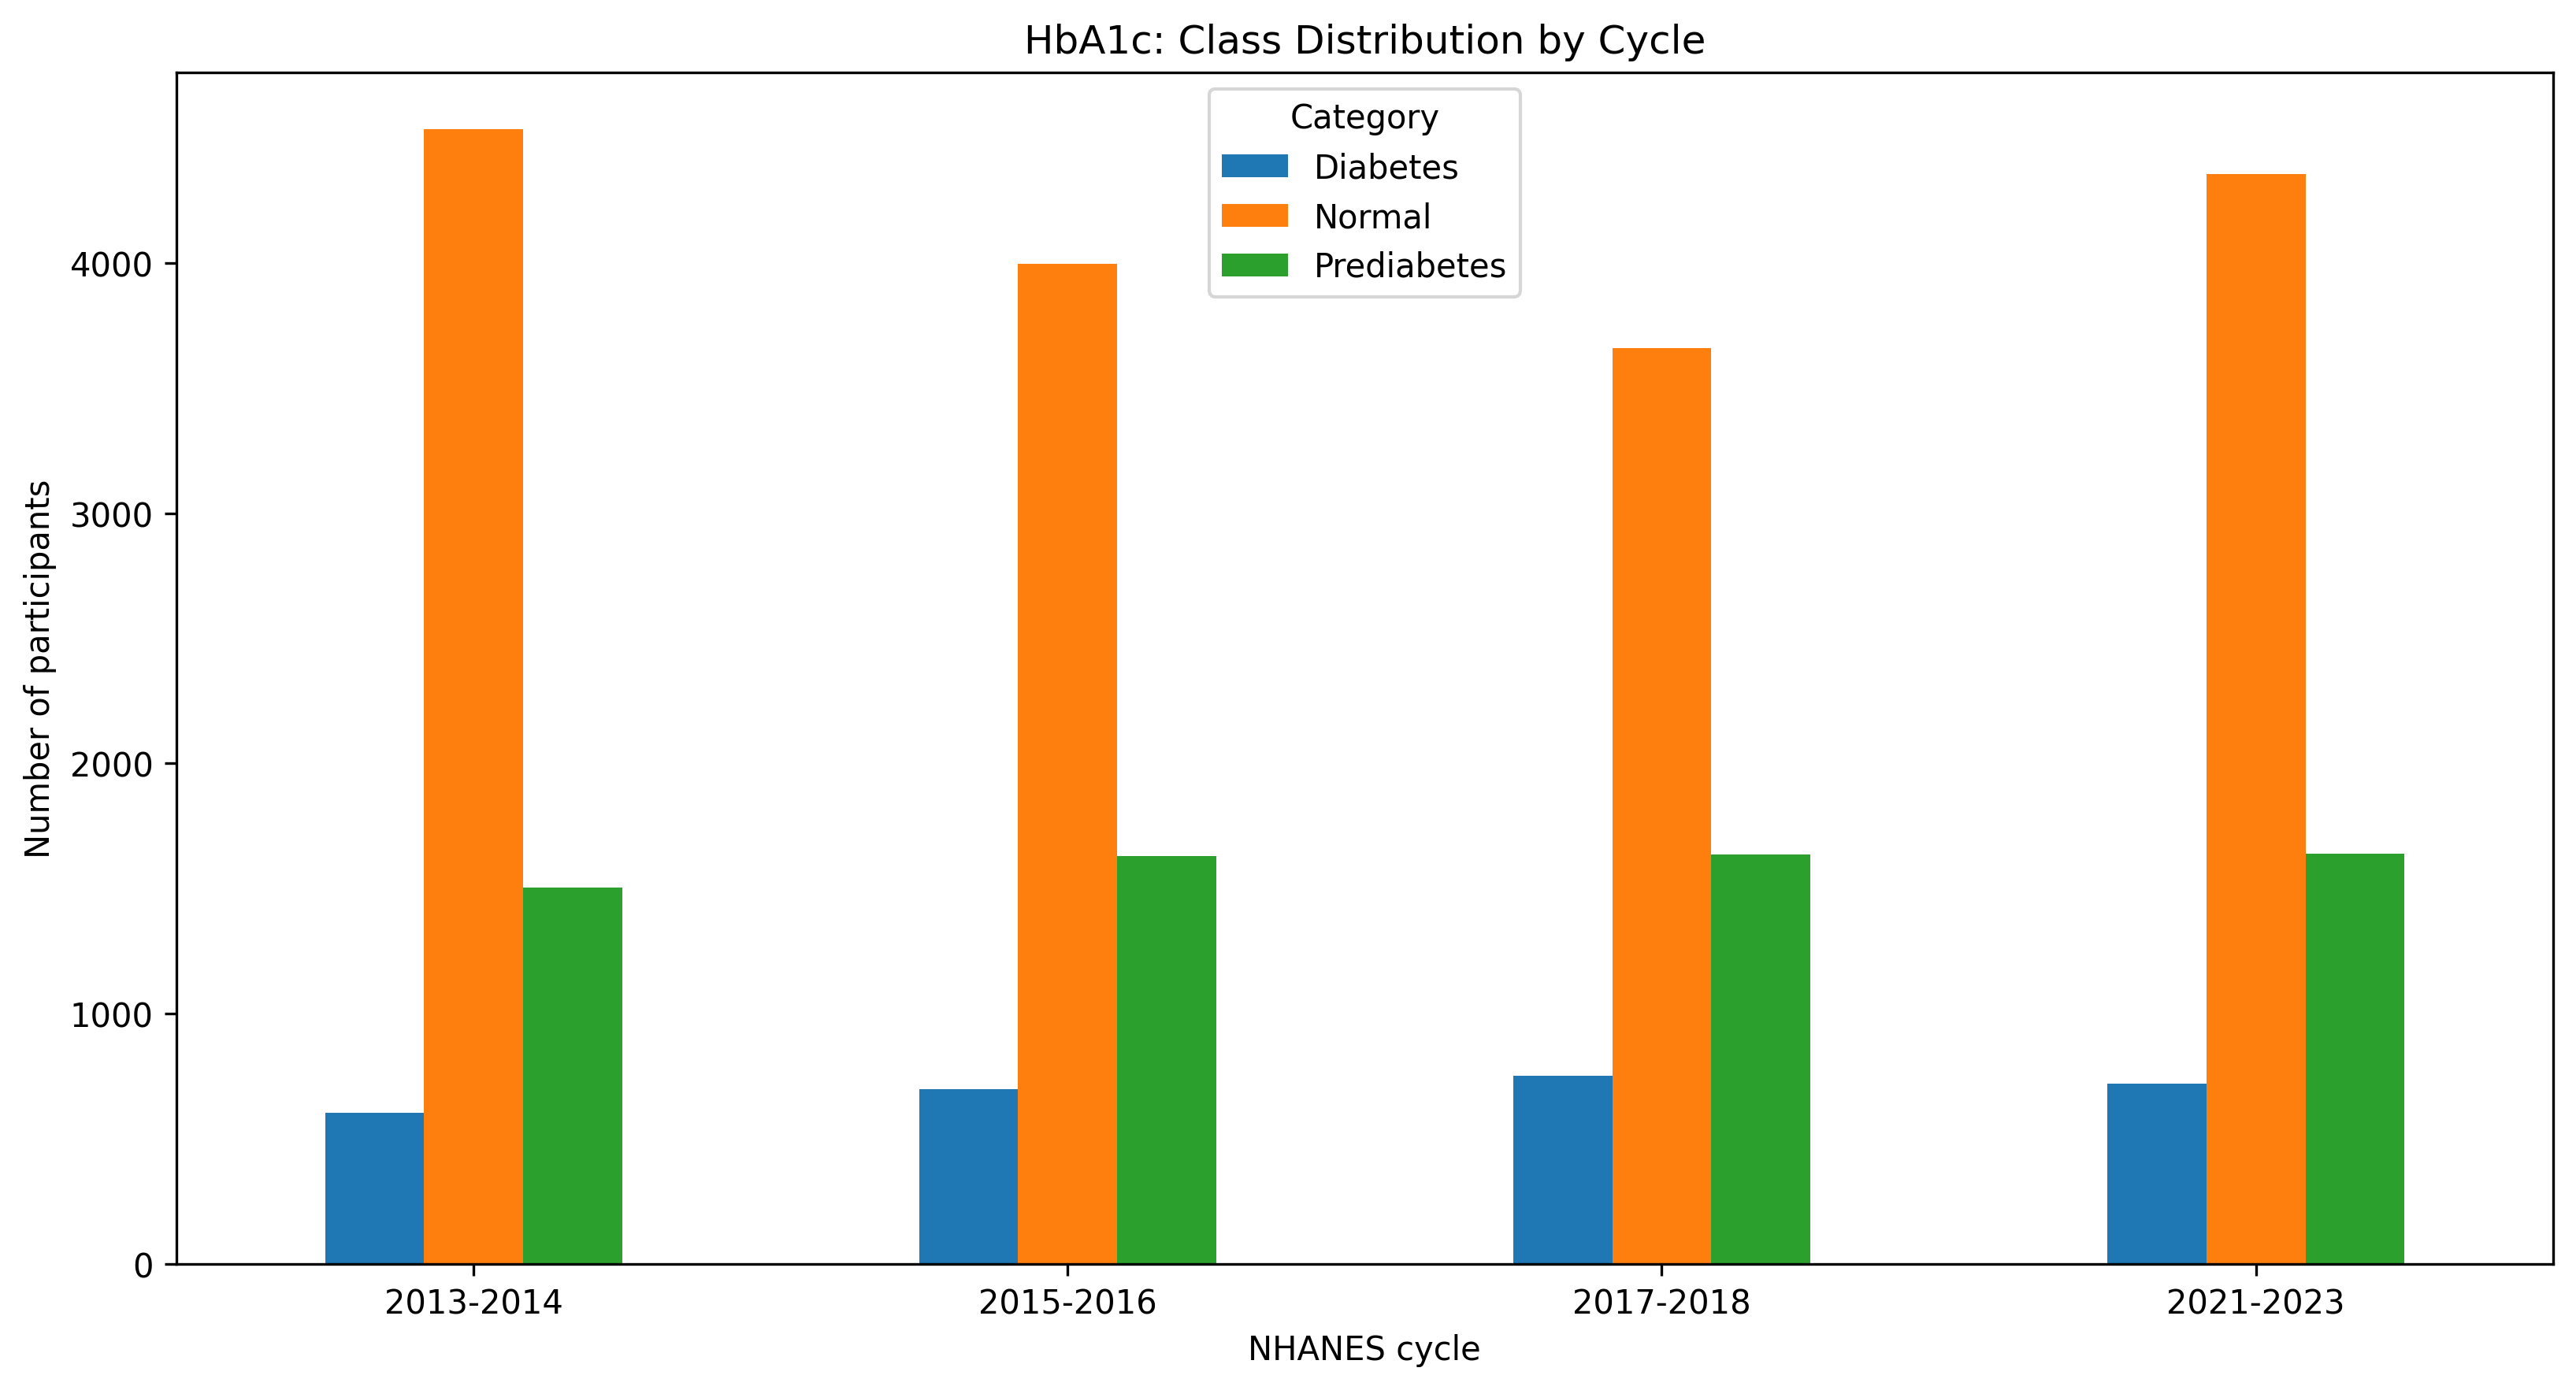 HbA1c: Class Distribution by Cycle
Category
Diabetes
Normal
Prediabetes
Number of participants
4000
3000
2000
1000
0
2013-2014
2015-2016
2017-2018
2021-2023
NHANES cycle